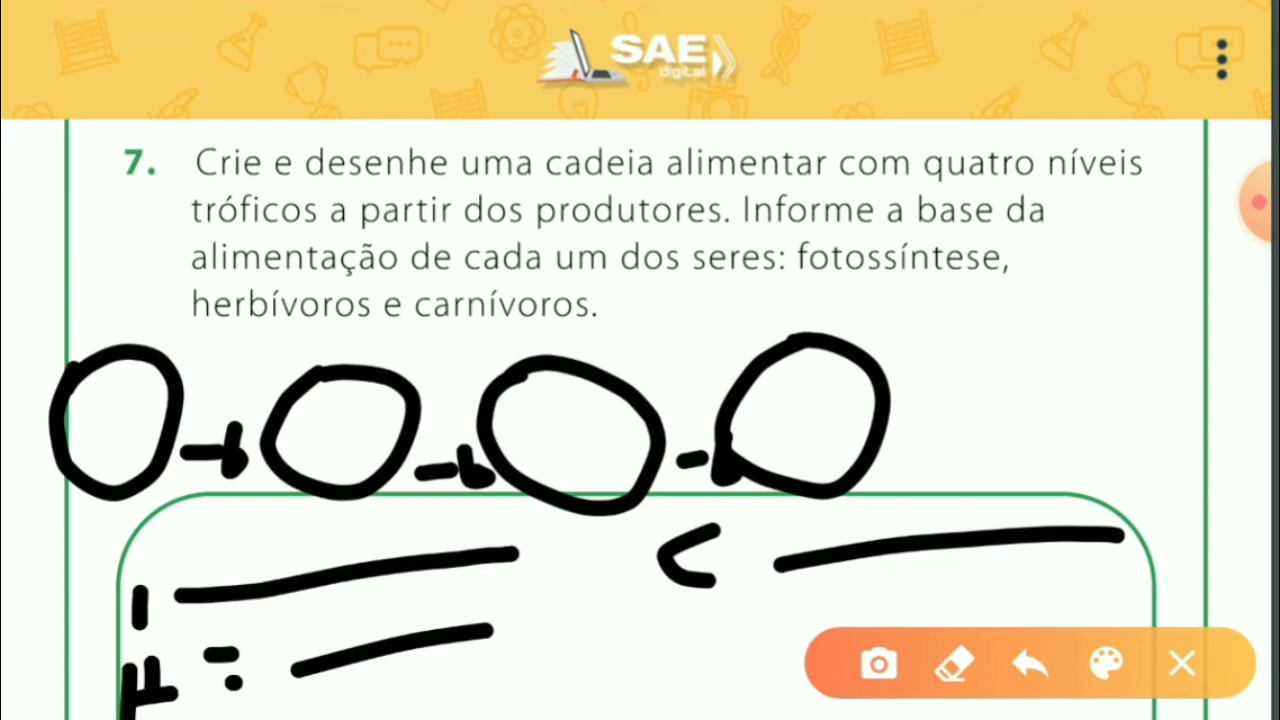 SAE
digital
7. Crie e desenhe uma cadeia alimentar com quatro níveis
tróficos a partir dos produtores. Informe a base da
alimentação de cada um dos seres: fotossíntese,
herbívoros e carnívoros.
C